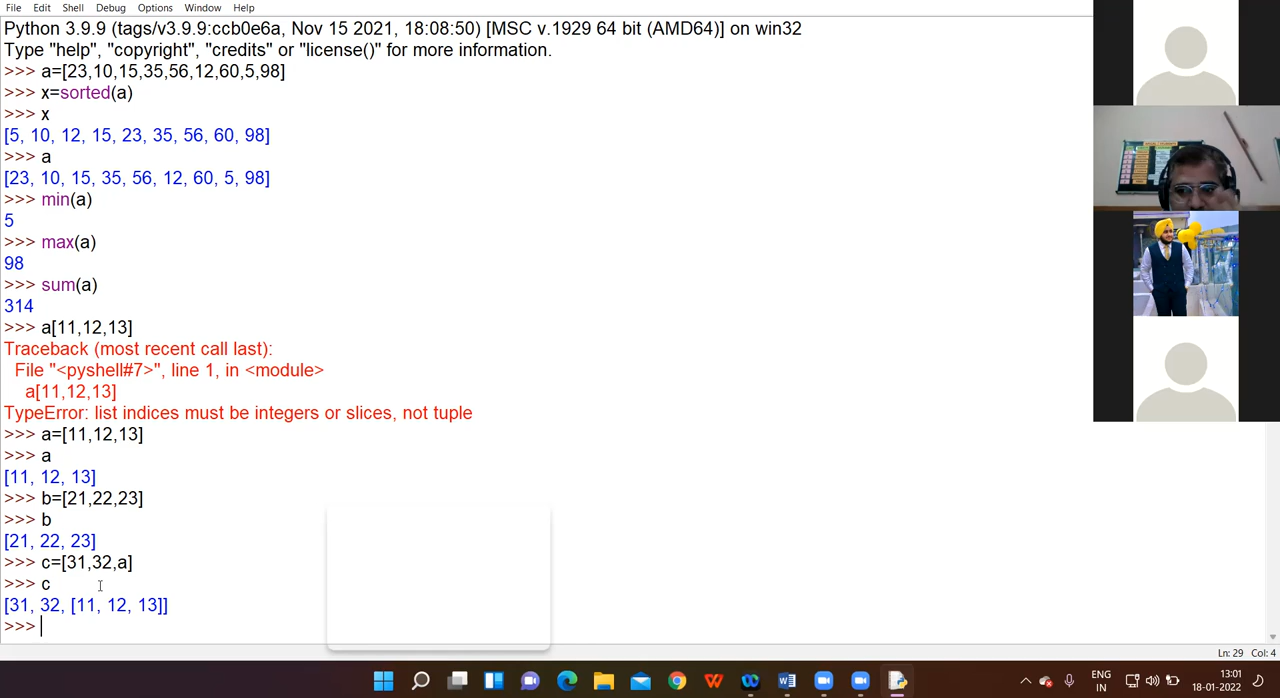 File Edit Shell Debug Options Window Help
Python 3.9.9 (tags/v3.9.9:ccb0e6a, Nov 15 2021, 18:08:50) [MSC v.1929 64 bit (AMD64)] on win32
Type "help", "copyright", "credits" or "license()" for more information.
>>> a=[23,10,15,35,56,12,60,5,98]
>>> x=sorted(a)
>>> x
[5, 10, 12, 15, 23, 35, 56, 60, 98]
>>> a
[23, 10, 15, 35, 56, 12, 60, 5, 98]
>>> min(a)
5
>>> max(a)
98
>>> sum(a)
314
>>> a[11,12,13]
Traceback (most recent call last):
File "<pyshell#7>", line 1, in <module>
a[11,12,13]
TypeError: list indices must be integers or slices, not tuple
>>> a=[11,12,13]
>>> a
[11, 12, 13]
>>> b=[21,22,23]
>>> b
[21, 22, 23]
>>> c=[31,32,a]
>>> c
[31, 32, [11, 12, 13]]
>>>
Ln: 29 Col: 4
ENG
IN
13:01
18-01-2022